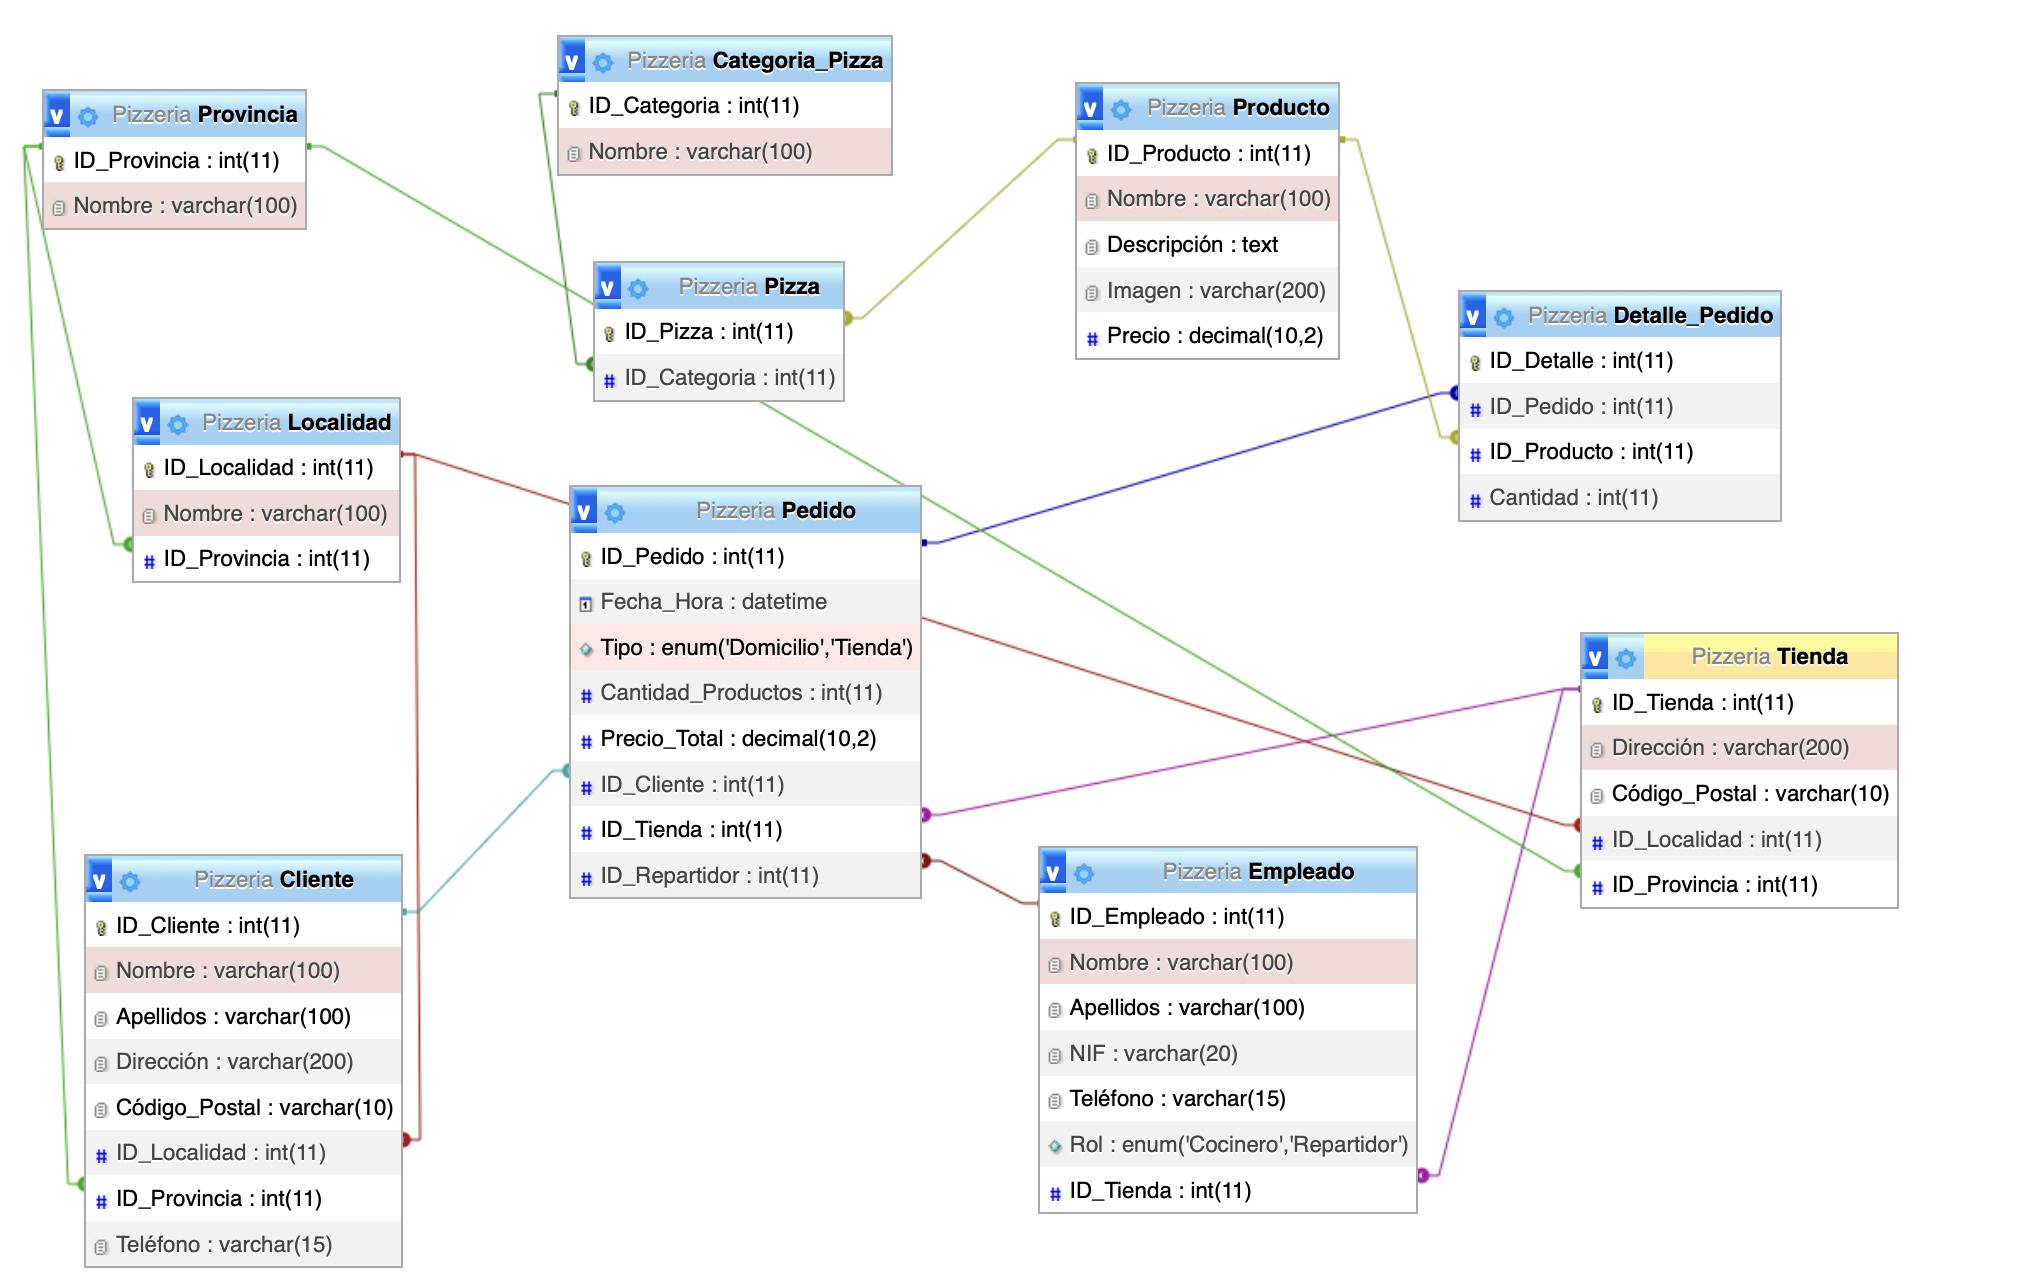 Pizzeria Provincia
ID_Provincia : int(11)
Nombre : varchar(100)
Pizzeria Categoria_Pizza
ID_Categoria : int(11)
Nombre : varchar(100)
Pizzeria Producto
ID_Producto : int(11)
Nombre : varchar(100)
Descripción : text
Imagen : varchar(200)
Precio : decimal(10,2)
Pizzeria Pizza
ID_Pizza : int(11)
ID_Categoria : int(11)
Pizzeria Detalle_Pedido
ID_Detalle : int(11)
ID_Pedido : int(11)
ID_Producto : int(11)
Cantidad : int(11)
Pizzeria Localidad
ID_Localidad : int(11)
Nombre : varchar(100)
ID_Provincia : int(11)
Pizzeria Pedido
ID_Pedido : int(11)
Fecha_Hora : datetime
Tipo : enum('Domicilio','Tienda')
Cantidad_Productos : int(11)
Precio_Total : decimal(10,2)
ID_Cliente : int(11)
ID_Tienda : int(11)
ID_Repartidor : int(11)
Pizzeria Tienda
ID_Tienda : int(11)
Dirección : varchar(200)
Código_Postal : varchar(10)
ID_Localidad : int(11)
ID_Provincia : int(11)
Pizzeria Cliente
ID_Cliente : int(11)
Nombre : varchar(100)
Apellidos : varchar(100)
Dirección : varchar(200)
Código_Postal : varchar(10)
ID_Localidad : int(11)
ID_Provincia : int(11)
Teléfono : varchar(15)
Pizzeria Empleado
ID_Empleado : int(11)
Nombre : varchar(100)
Apellidos : varchar(100)
NIF : varchar(20)
Teléfono : varchar(15)
Rol : enum('Cocinero','Repartidor')
ID_Tienda : int(11)